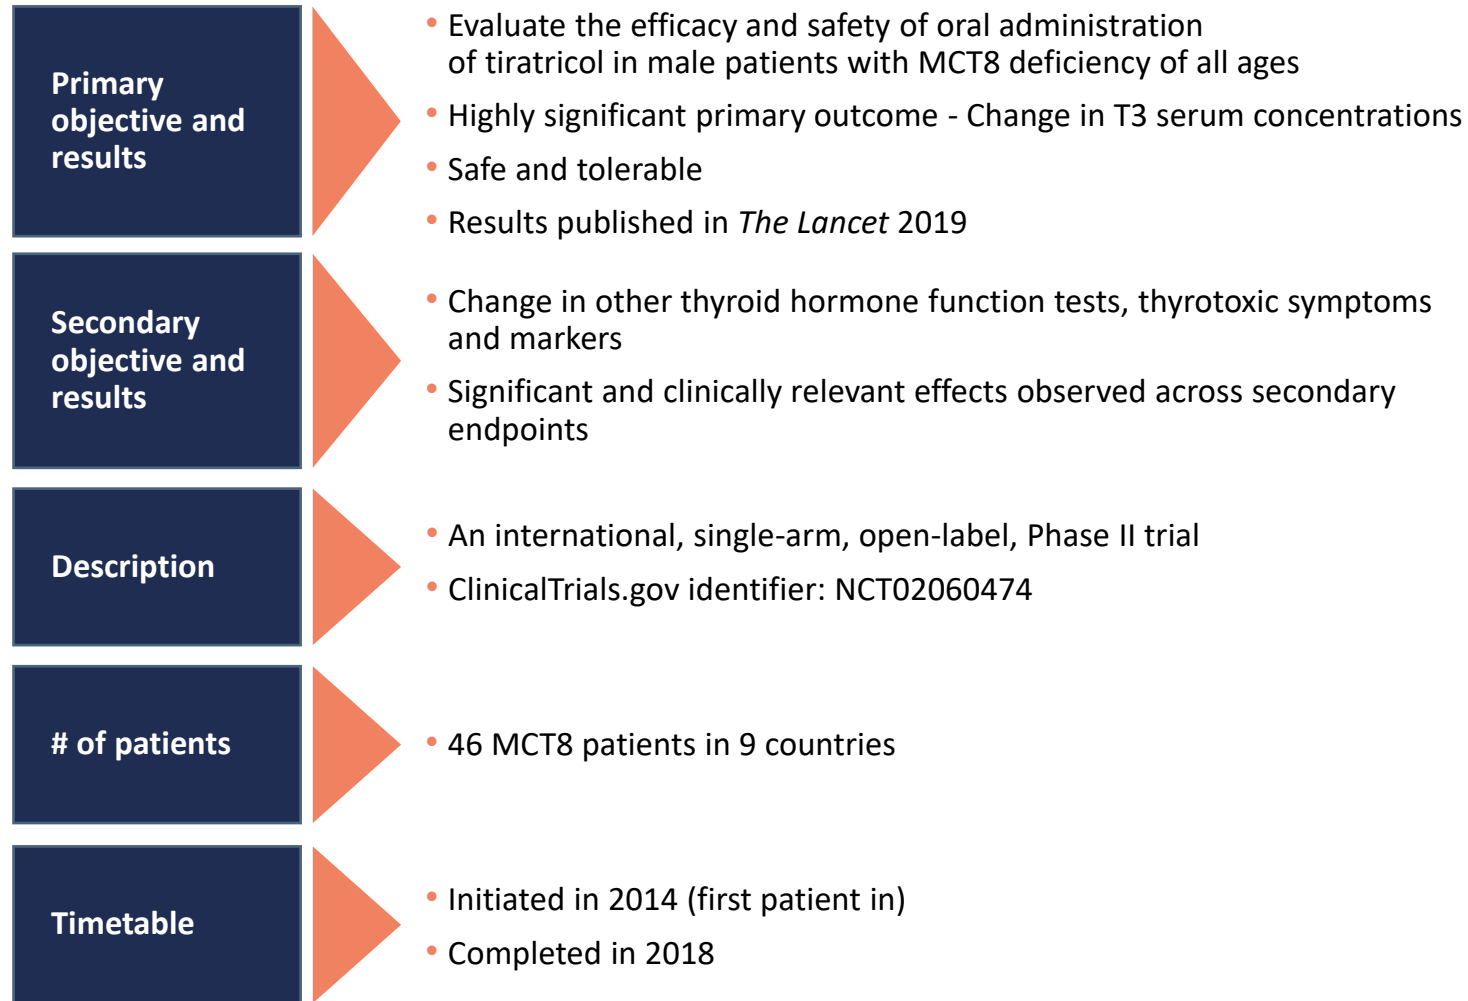 Primary
objective and
results
• Evaluate the efficacy and safety of oral administration
of tiratricol in male patients with MCT8 deficiency of all ages
• Highly significant primary outcome - Change in T3 serum concentrations
• Safe and tolerable
• Results published in The Lancet 2019
Secondary
objective and
results
• Change in other thyroid hormone function tests, thyrotoxic symptoms
and markers
• Significant and clinically relevant effects observed across secondary
endpoints
Description
• An international, single-arm, open-label, Phase II trial
• ClinicalTrials.gov identifier: NCT02060474
# of patients
• 46 MCT8 patients in 9 countries
Timetable
• Initiated in 2014 (first patient in)
• Completed in 2018